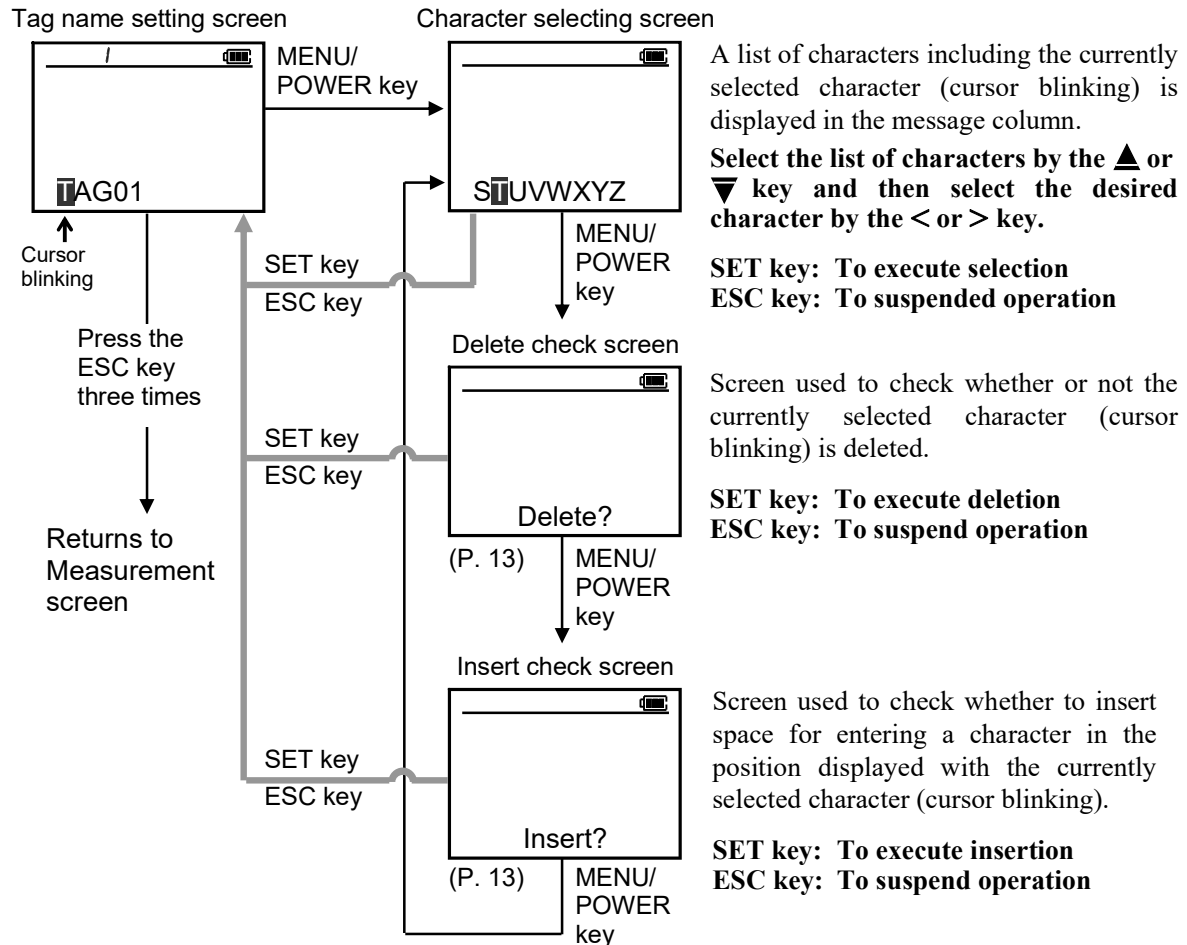 Tag name setting screen
Character selecting screen
MENU/
POWER key
A list of characters including the currently
selected character (cursor blinking) is
displayed in the message column.
Select the list of characters by the ▲ or
▼ key and then select the desired
character by the < or > key.
SET key: To execute selection
ESC key: To suspended operation
TAG01
STUVWXYZ
Cursor
blinking
MENU/
POWER
key
SET key
ESC key
Press the
ESC key
three times
Returns to
Measurement
screen
Delete check screen
Screen used to check whether or not the
currently selected character (cursor
blinking) is deleted.
SET key: To execute deletion
ESC key: To suspend operation
SET key
ESC key
Delete?
(P. 13)
MENU/
POWER
key
Insert check screen
Screen used to check whether to insert
space for entering a character in the
position displayed with the currently
selected character (cursor blinking).
SET key: To execute insertion
ESC key: To suspend operation
SET key
ESC key
Insert?
(P. 13)
MENU/
POWER
key